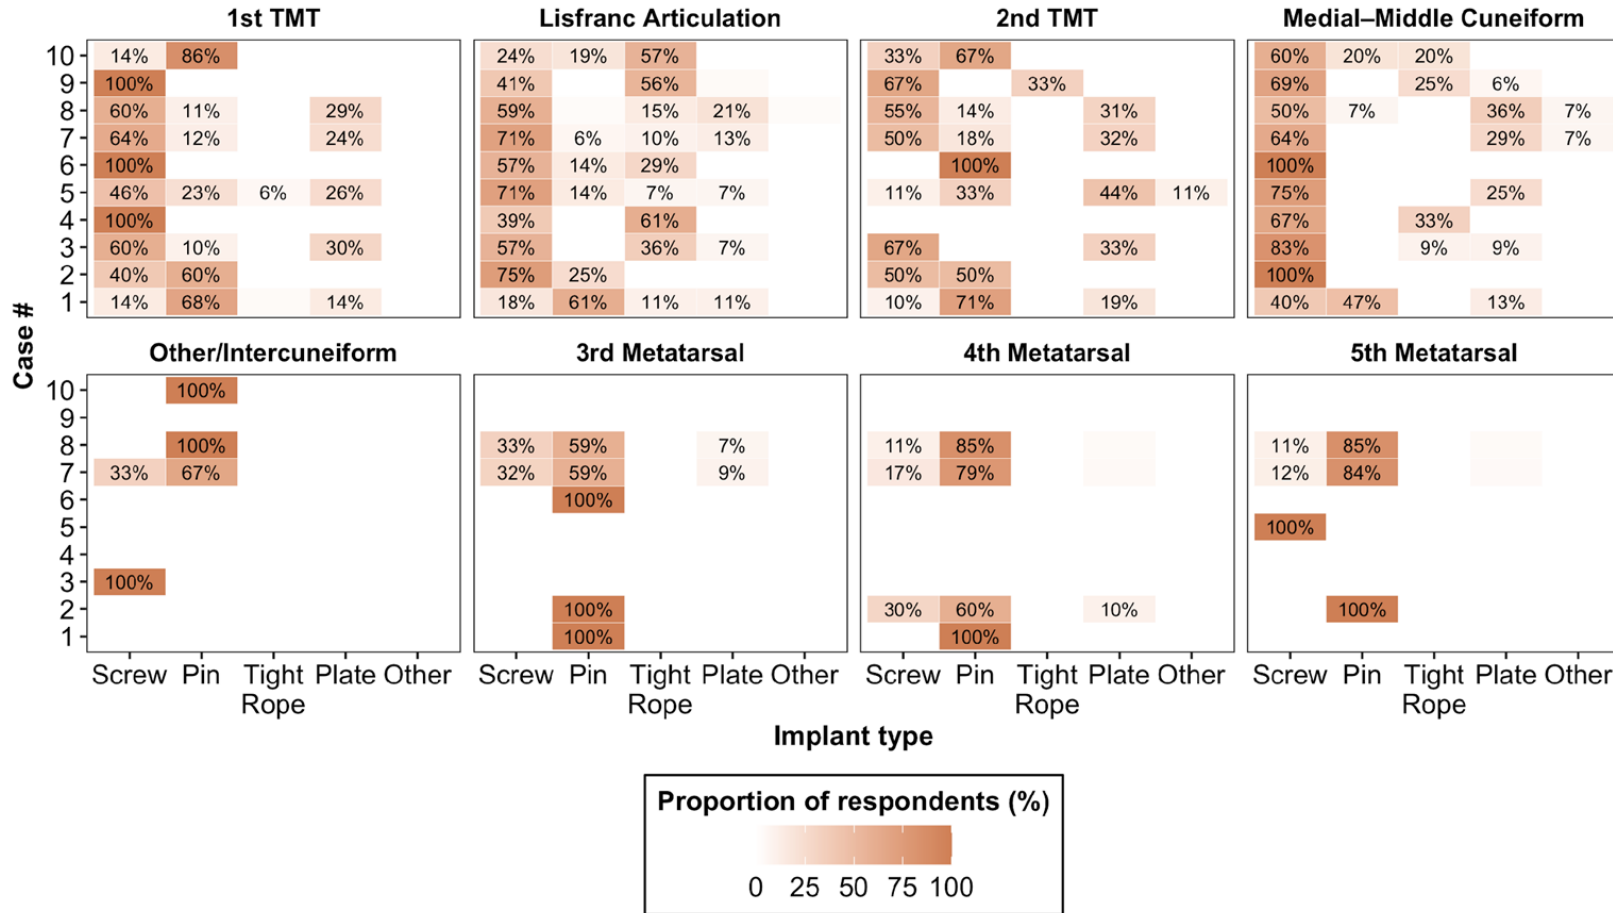 1st TMT Lisfranc Articulation 2nd TMT Medial–Middle Cuneiform
10 14% 86% 24% 19% 57% 33% 67% 60% 20% 20%
9 100% 41% 56% 67% 33% 69% 25% 6%
8 60% 11% 29% 59% 15% 21% 55% 14% 31% 50% 7% 36% 7%
7 64% 12% 24% 71% 6% 10% 13% 50% 18% 32% 64% 29% 7%
6 100% 57% 14% 29% 100% 100%
5 46% 23% 6% 26% 71% 14% 7% 7% 11% 33% 44% 11% 75% 25%
4 100% 39% 61% 67% 33%
3 60% 10% 30% 57% 36% 7% 67% 33% 83% 9% 9%
2 40% 60% 75% 25% 50% 50% 100%
1 14% 68% 14% 18% 61% 11% 11% 10% 71% 19% 40% 47% 13%
Case #
Other/Intercuneiform 3rd Metatarsal 4th Metatarsal 5th Metatarsal
10 100%
9
8 100% 33% 59% 7% 11% 85% 11% 85%
7 33% 67% 32% 59% 9% 17% 79% 12% 84%
6 100%
5 100%
4
3 100%
2 100% 30% 60% 10% 100%
1 100% 100%
Screw Pin Tight Plate Other Screw Pin Tight Plate Other Screw Pin Tight Plate Other Screw Pin Tight Plate Other
Rope Rope Rope Rope
Implant type
Proportion of respondents (%)
0 25 50 75 100